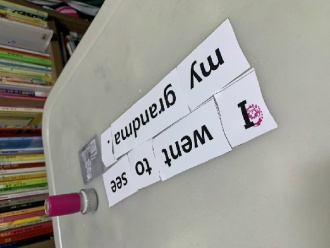 I went to see
my grandma.